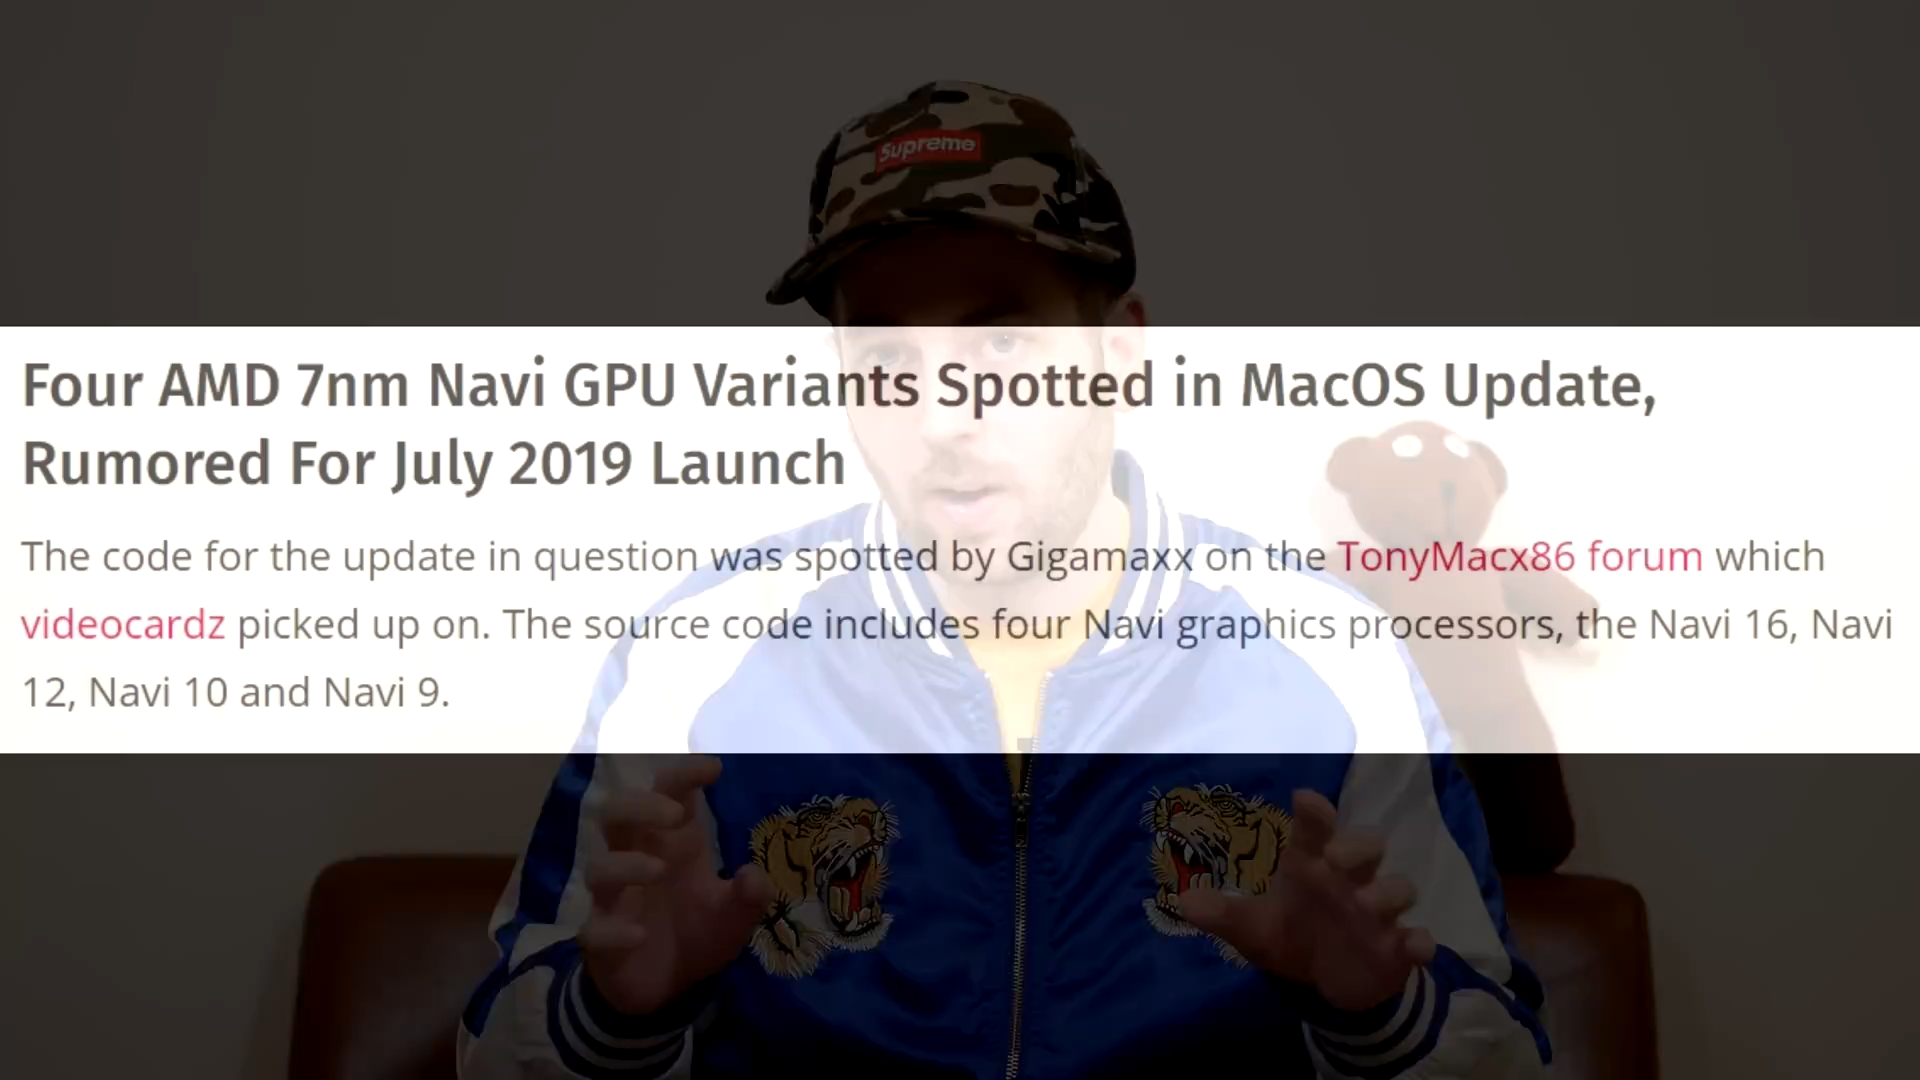 Supreme
Four AMD 7nm Navi GPU Variants Spotted in MacOS Update,
Rumored For July 2019 Launch
The code for the update in question was spotted by Gigamaxx on the TonyMacx86 forum which
videocardz picked up on. The source code includes four Navi graphics processors, the Navi 16, Navi
12, Navi 10 and Navi 9.